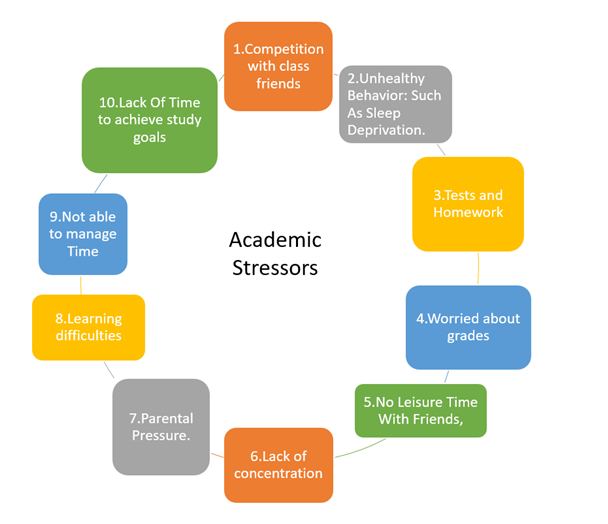 1.Competition
with class
friends
2.Unhealthy
Behavior: Such
As Sleep
Deprivation.
3.Tests and
Homework
4.Worried about
grades
5.No Leisure Time
With Friends,
6.Lack of
concentration
7.Parental
Pressure.
8.Learning
difficulties
9.Not able
to manage
Time
10.Lack Of Time
to achieve study
goals
Academic
Stressors